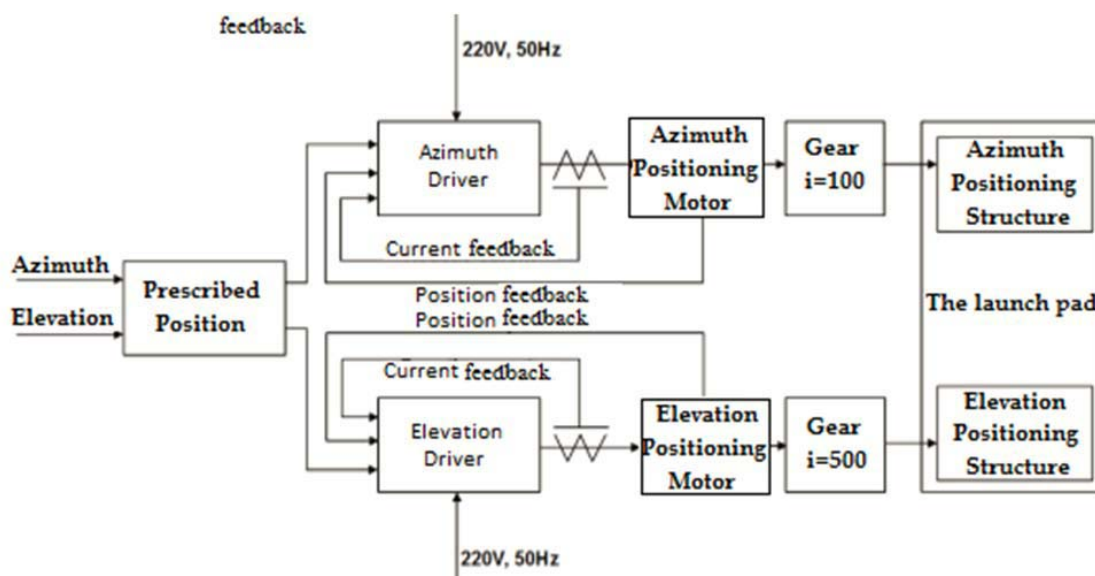 feedback
220V, 50Hz
Azimuth
Driver
Azimuth
Positioning
Motor
Gear
i=100
Azimuth
Positioning
Structure
Current feedback
Azimuth
Elevation
Prescribed
Position
Position feedback
Position feedback
The launch pad
Current feedback
Elevation
Driver
Elevation
Positioning
Motor
Gear
i=500
Elevation
Positioning
Structure
220V, 50Hz